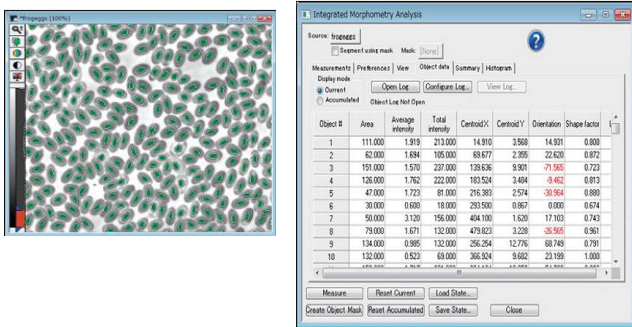 *frogeggs (100%)
Integrated Morphometry Analysis
Source: frogeggs
Segment using mask Mask: [None]
Measurements Preferences View Object data Summary Histogram
Display mode
Current
Accumulated
Open Log Configure Log... View Log...
Object Log Not Open
Object # Area Average intensity Total intensity Centroid X Centroid Y Orientation Shape factor
1 111.000 1.919 213.000 14.910 3.568 14.931 0.808
2 62.000 1.694 105.000 69.677 2.355 22.620 0.872
3 151.000 1.570 237.000 139.636 9.901 -71.565 0.723
4 126.000 1.762 222.000 183.524 3.484 -9.462 0.813
5 47.000 1.723 81.000 216.383 2.574 -30.964 0.880
6 30.000 0.600 18.000 293.500 0.867 0.000 0.674
7 50.000 3.120 156.000 404.100 1.620 17.103 0.743
8 79.000 1.671 132.000 479.823 3.228 -26.565 0.961
9 134.000 0.985 132.000 256.254 12.776 68.749 0.791
10 132.000 0.523 69.000 366.924 9.682 23.199 1.000
Measure Reset Current Load State...
Create Object Mask Reset Accumulated Save State... Close